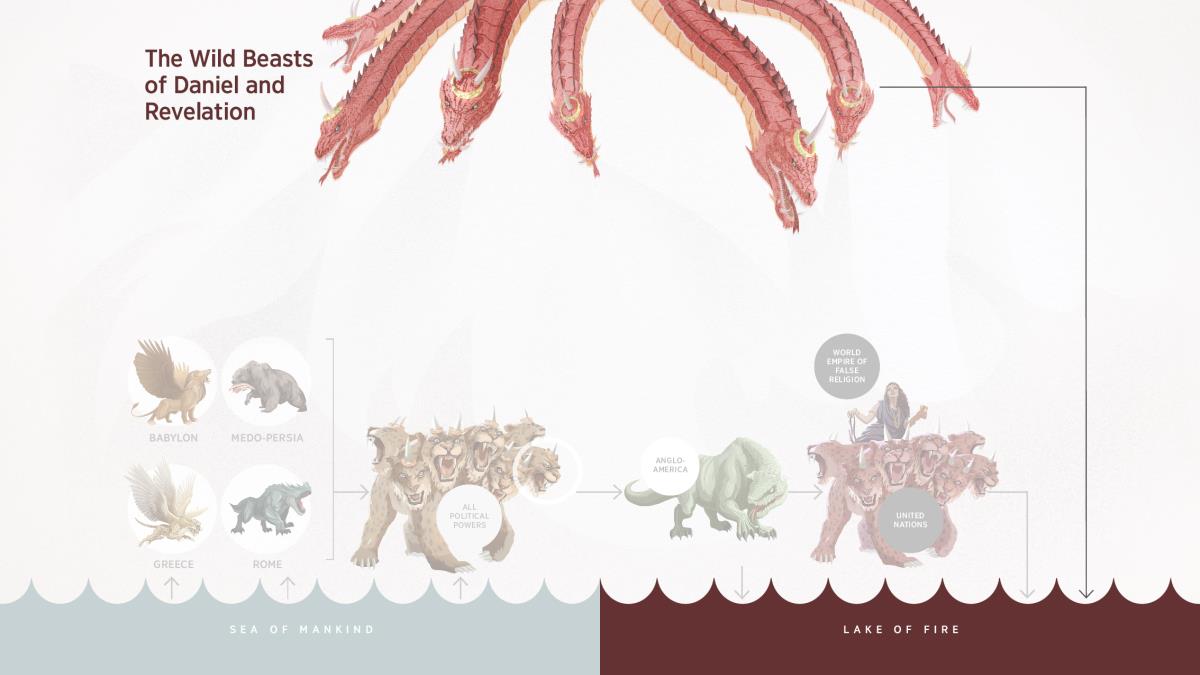 The Wild Beasts
of Daniel and
Revelation
WORLD
EMPIRE OF
FALSE
RELIGION
BABYLON
MEDO-PERSIA
ANGLO-
AMERICA
ALL
POLITICAL
POWERS
UNITED
NATIONS
GREECE
ROME
SEA OF MANKIND
LAKE OF FIRE